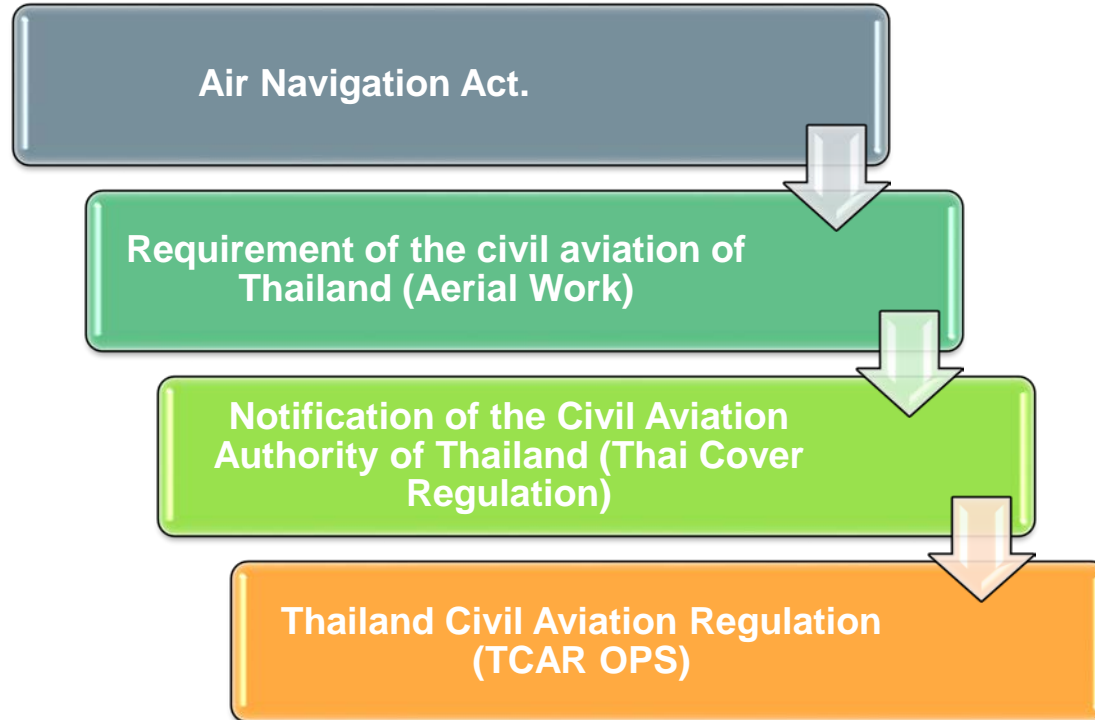 Air Navigation Act.
Requirement of the civil aviation of
Thailand (Aerial Work)
Notification of the Civil Aviation
Authority of Thailand (Thai Cover
Regulation)
Thailand Civil Aviation Regulation
(TCAR OPS)